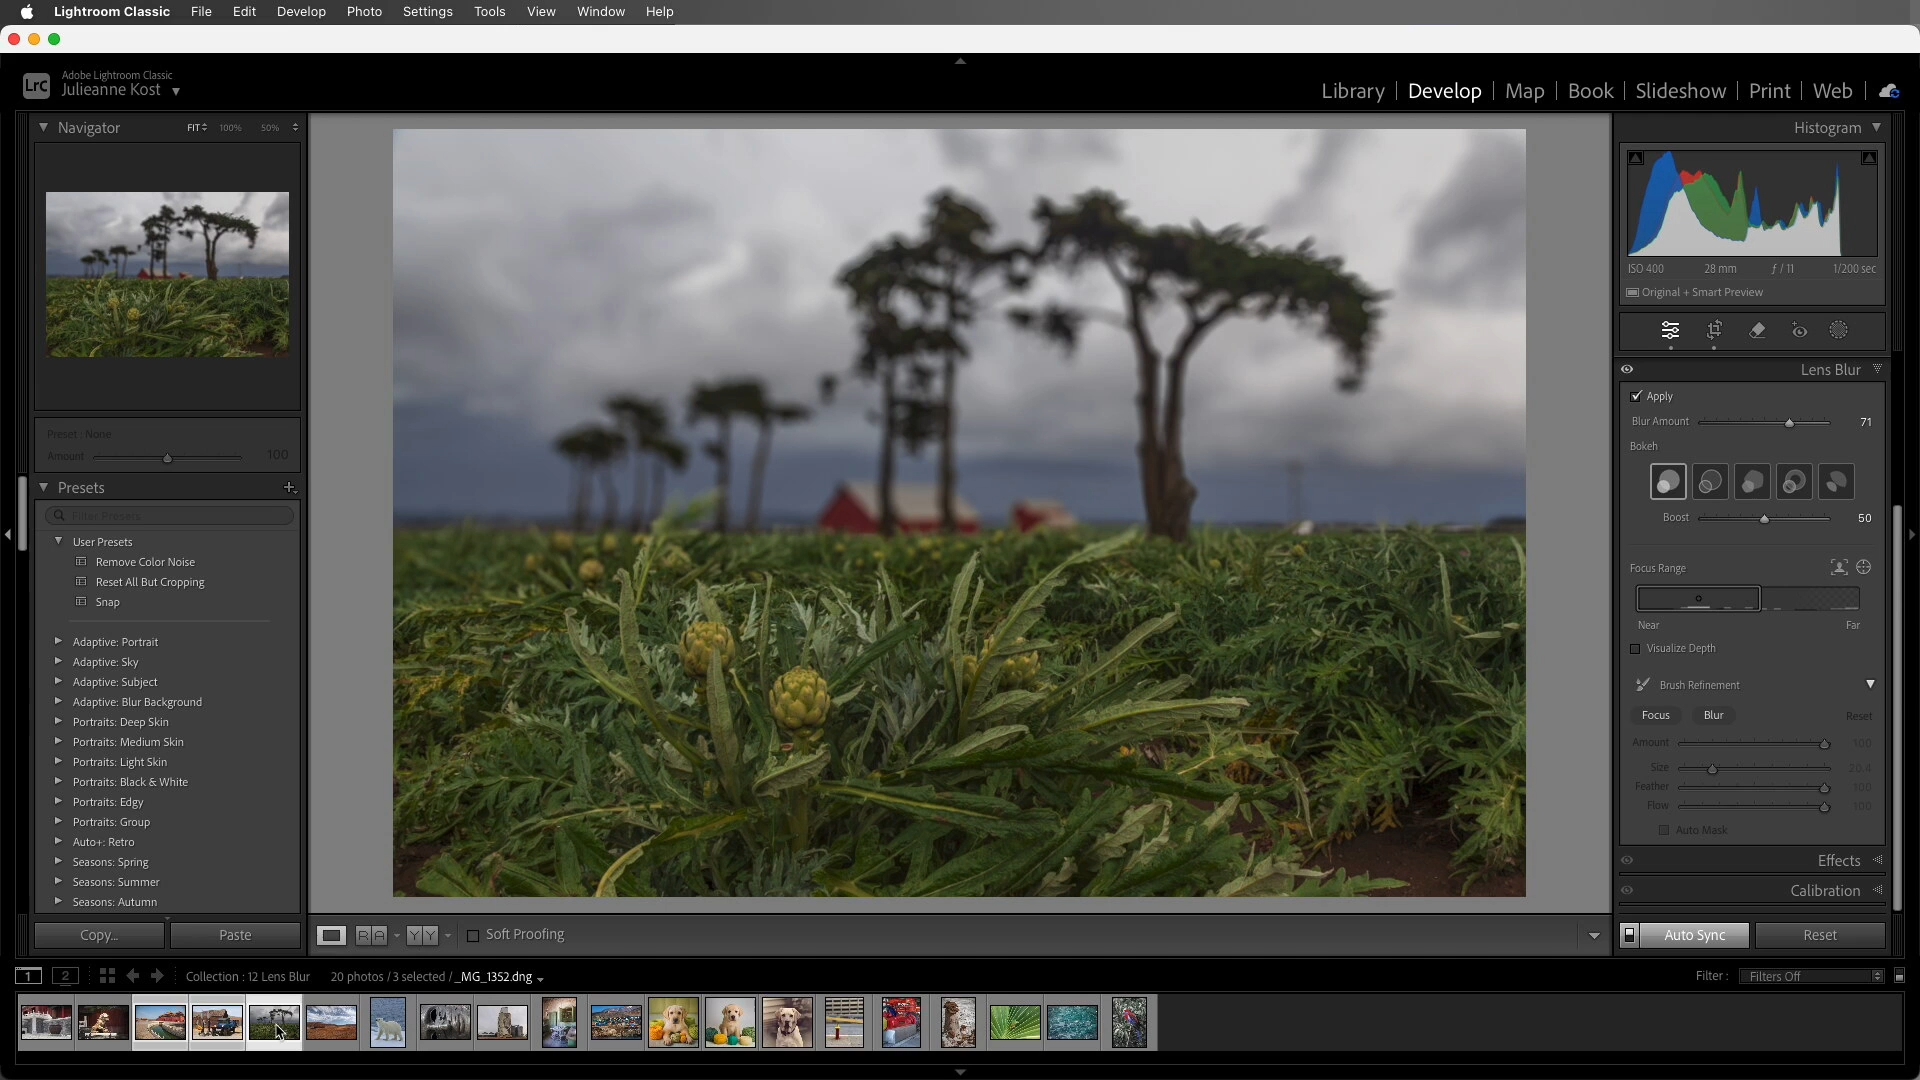 Lightroom Classic File Edit Develop Photo Settings Tools View Window Help
LrC
Adobe Lightroom Classic
Julieanne Kost
Library Develop Map Book Slideshow Print Web
Navigator FIT 100% 50%
Preset : None
Amount 100
Presets
Filter Presets
User Presets
Remove Color Noise
Reset All But Cropping
Snap
Adaptive: Portrait
Adaptive: Sky
Adaptive: Subject
Adaptive: Blur Background
Portraits: Deep Skin
Portraits: Medium Skin
Portraits: Light Skin
Portraits: Black & White
Portraits: Edgy
Portraits: Group
Auto+: Retro
Seasons: Spring
Seasons: Summer
Seasons: Autumn
Copy... Paste
R A Y Y Soft Proofing
Histogram
ISO 400 28 mm ƒ / 11 1/200 sec
Original + Smart Preview
Lens Blur
Apply
Blur Amount 71
Bokeh
Boost 50
Focus Range
Near Far
Visualize Depth
Brush Refinement
Focus Blur Reset
Amount 100
Size 20.4
Feather 100
Flow 100
Auto Mask
Effects
Calibration
Auto Sync Reset
1 2 Collection : 12 Lens Blur 20 photos / 3 selected / _MG_1352.dng Filter : Filters Off